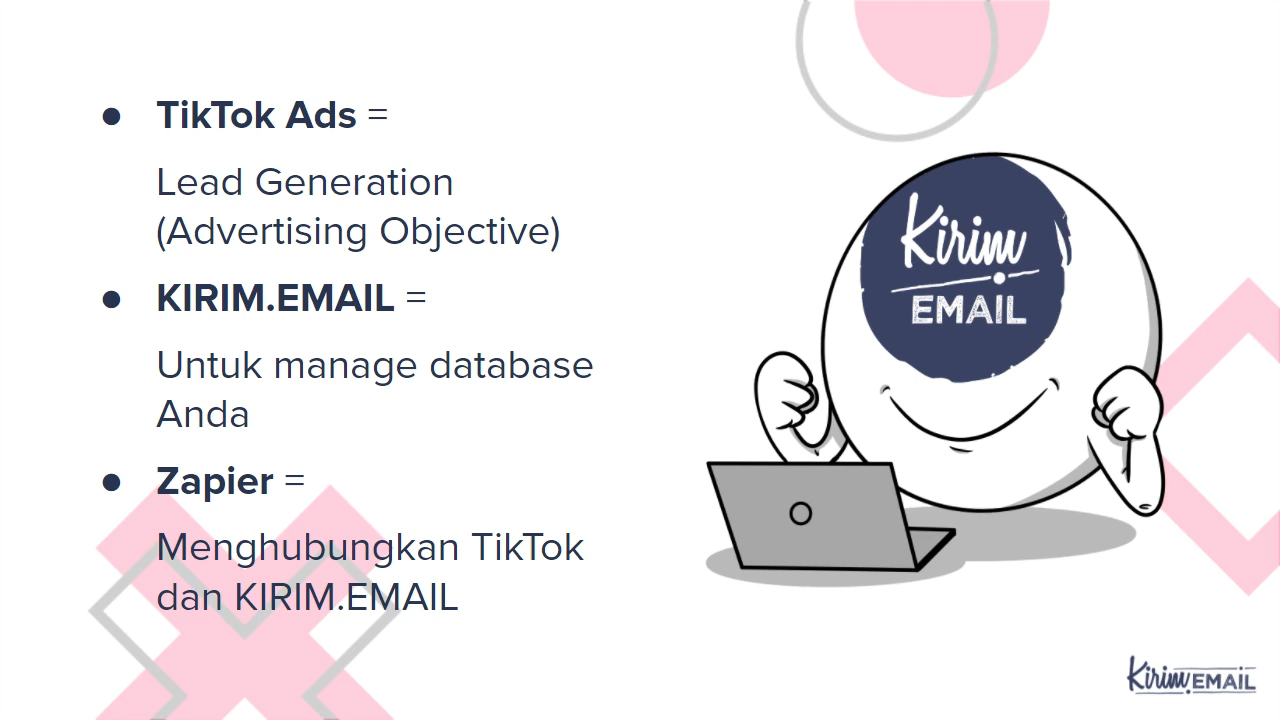 ● TikTok Ads =
Lead Generation
(Advertising Objective)
● KIRIM.EMAIL =
Untuk manage database
Anda
● Zapier =
Menghubungkan TikTok
dan KIRIM.EMAIL
Kirim
EMAIL
Kirim.EMAIL